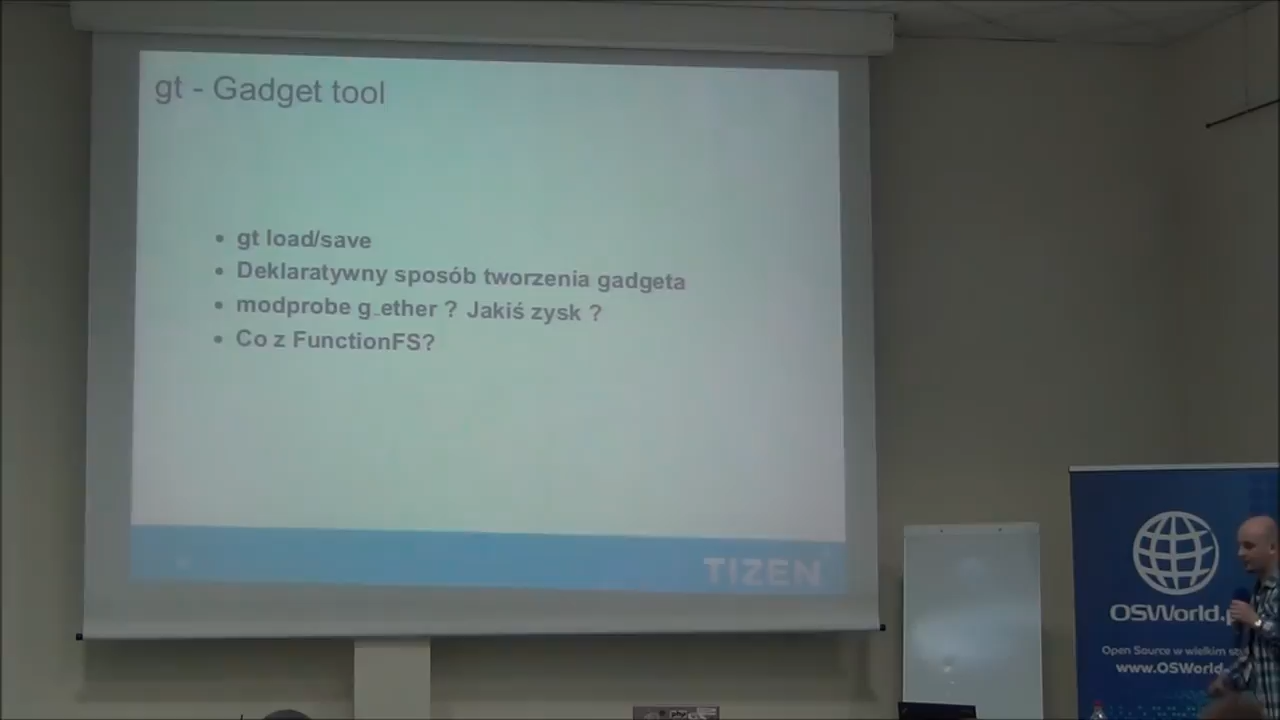 gt - Gadget tool
gt load/save
Deklaratywny sposób tworzenia gadgeta
modprobe g_ether ? Jakiś zysk ?
Co z FunctionFS?
TIZEN
OSWorld.p
Open Source w wielkim
www.OSWorld